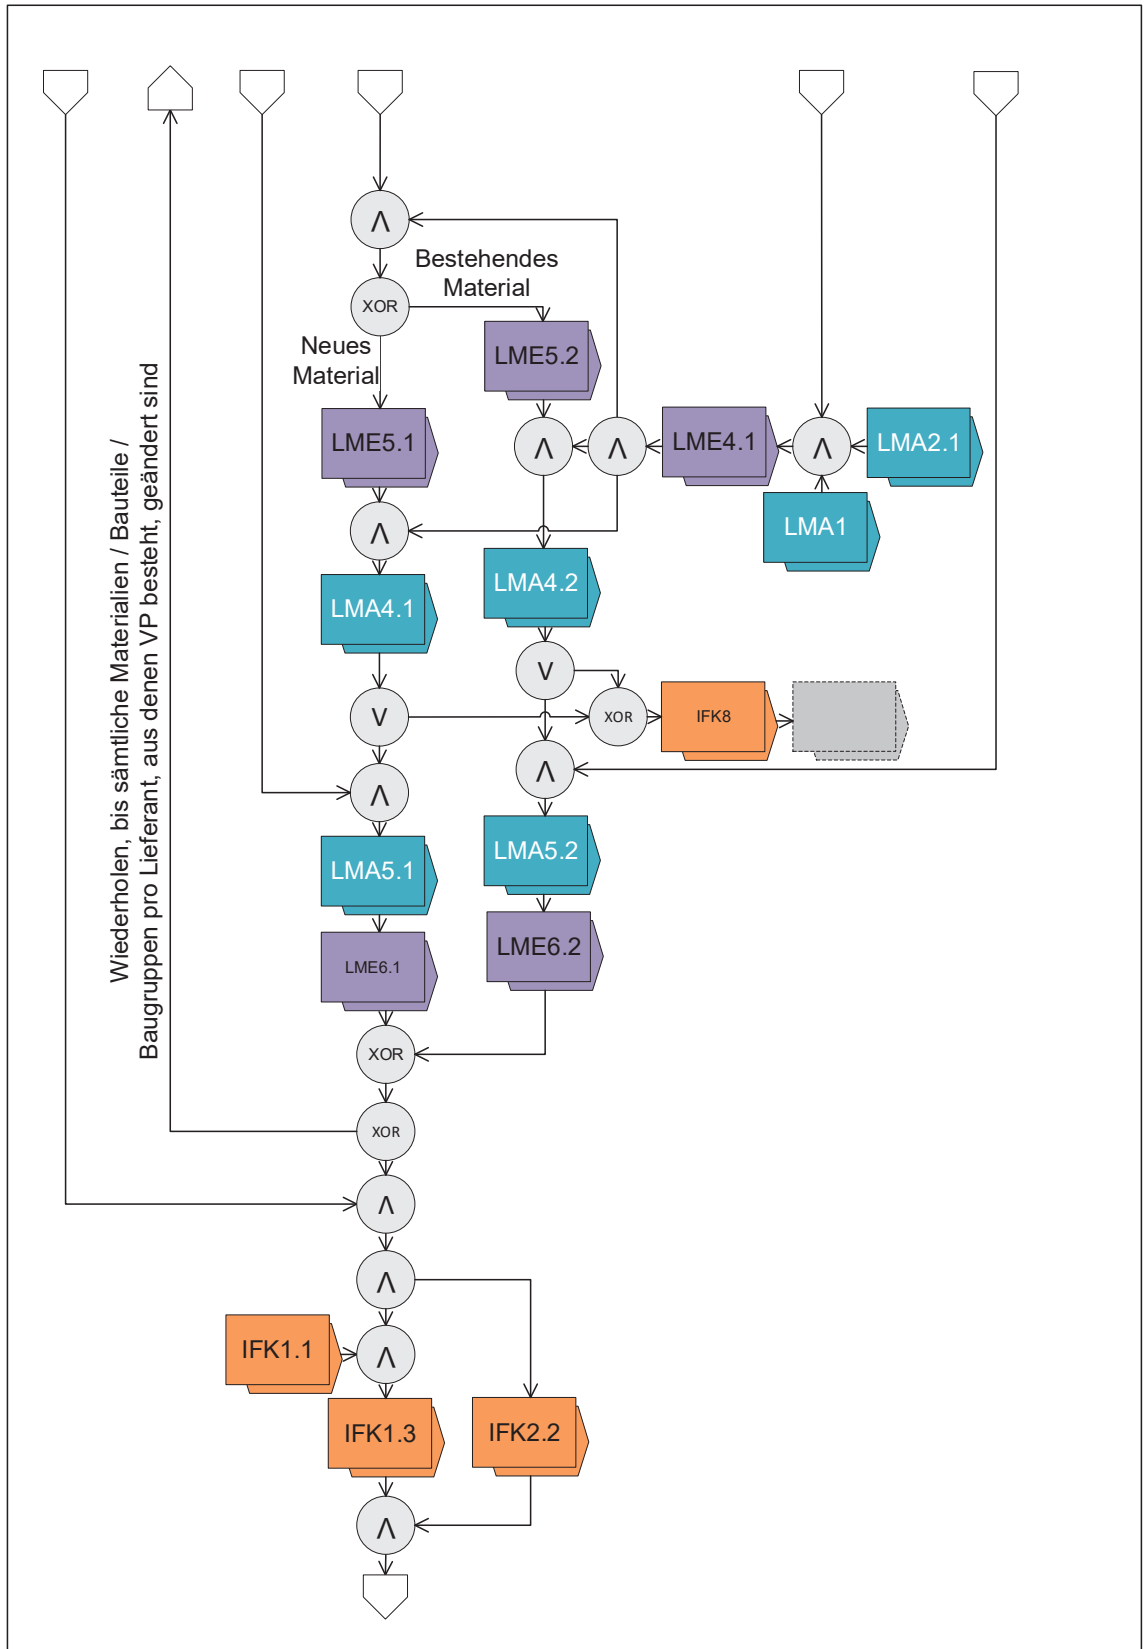 Λ
Bestehendes
Material
XOR
Neues
Material
LME5.2
LME5.1
Λ
Λ
LME4.1
Λ
LMA2.1
LMA1
Λ
LMA4.2
LMA4.1
V
V
XOR
IFK8
Λ
Λ
LMA5.2
LMA5.1
LME6.2
LME6.1
XOR
XOR
Λ
Λ
IFK1.1
Λ
IFK1.3
IFK2.2
Λ
Wiederholen, bis sämtliche Materialien / Bauteile /
Baugruppen pro Lieferant, aus denen VP besteht, geändert sind